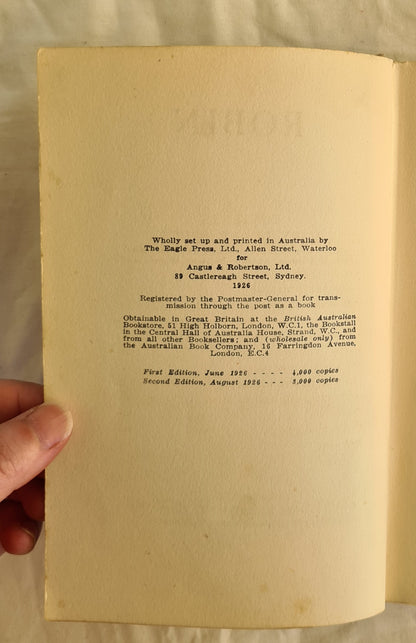 Wholly set up and printed in Australia by
The Eagle Press, Ltd., Allen Street, Waterloo
for
Angus & Robertson, Ltd.
89 Castlereagh Street, Sydney.
1926
Registered by the Postmaster-General for trans-
mission through the post as a book
Obtainable in Great Britain at the British Australian
Bookstore, 51 High Holborn, London, W.C.1, the Bookstall
in the Central Hall of Australia House, Strand, W.C., and
from all other Booksellers; and (wholesale only) from
the Australian Book Company, 16 Farringdon Avenue,
London, E.C.4
First Edition, June 1926 - - - - 4,000 copies
Second Edition, August 1926 - - - 3,000 copies